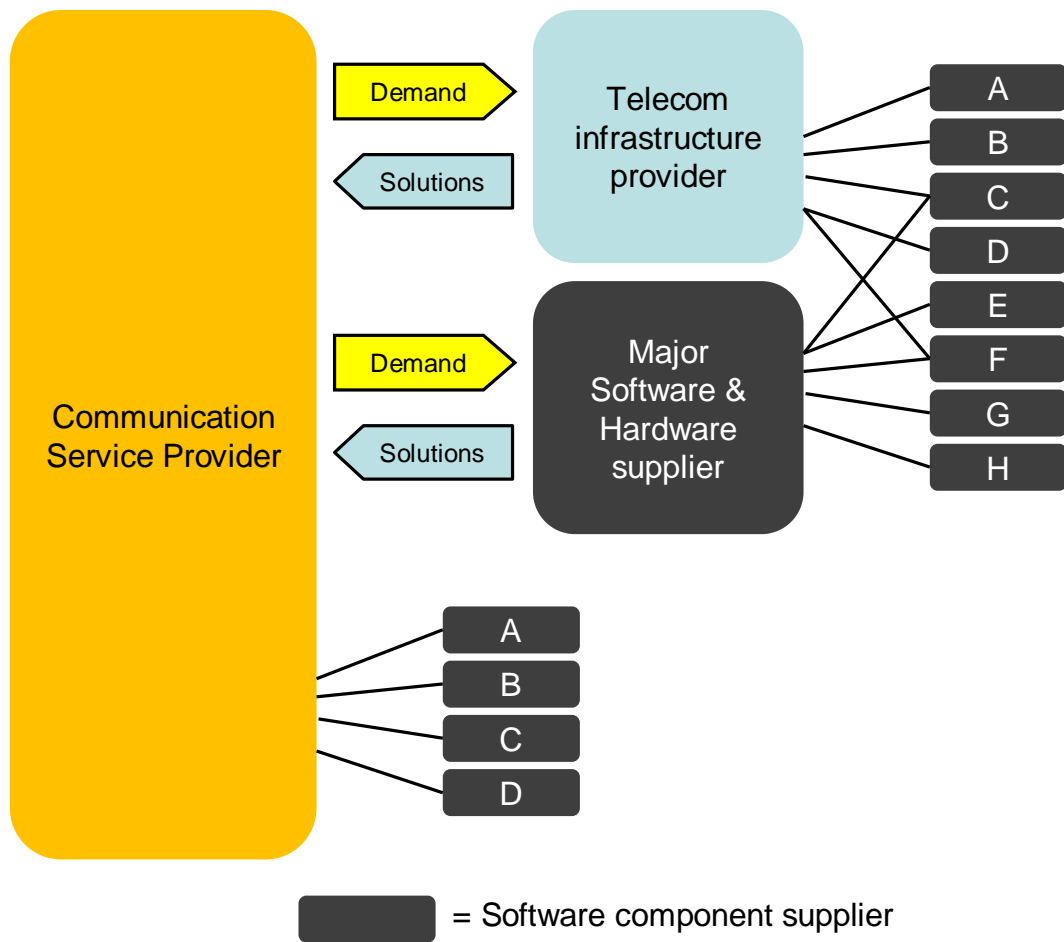 Communication
Service Provider
Demand
Solutions
Telecom
infrastructure
provider
A
B
C
D
E
F
G
H
Demand
Solutions
Major
Software &
Hardware
supplier
A
B
C
D
= Software component supplier